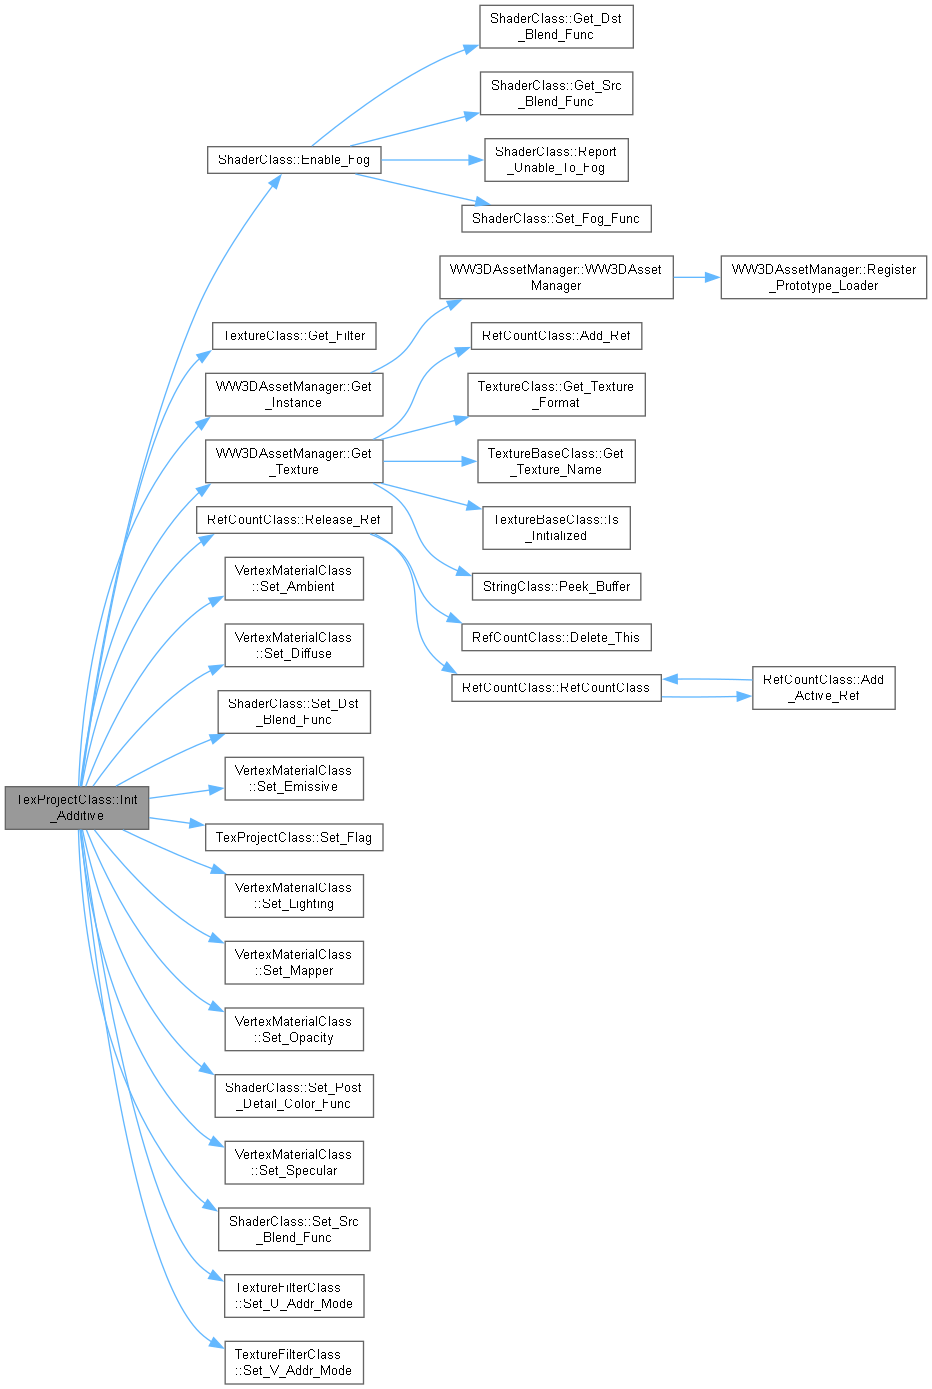 ShaderClass::Get_Dst
_Blend_Func
ShaderClass::Get_Src
_Blend_Func
ShaderClass::Enable_Fog
ShaderClass::Report
_Unable_To_Fog
ShaderClass::Set_Fog_Func
WW3DAssetManager::WW3DAsset
Manager
WW3DAssetManager::Register
_Prototype_Loader
TextureClass::Get_Filter
RefCountClass::Add_Ref
WW3DAssetManager::Get
_Instance
TextureClass::Get_Texture
_Format
WW3DAssetManager::Get
_Texture
TextureBaseClass::Get
_Texture_Name
RefCountClass::Release_Ref
TextureBaseClass::Is
_Initialized
VertexMaterialClass
::Set_Ambient
StringClass::Peek_Buffer
VertexMaterialClass
::Set_Diffuse
RefCountClass::Delete_This
RefCountClass::RefCountClass
RefCountClass::Add
_Active_Ref
ShaderClass::Set_Dst
_Blend_Func
VertexMaterialClass
::Set_Emissive
TexProjectClass::Init
_Additive
TexProjectClass::Set_Flag
VertexMaterialClass
::Set_Lighting
VertexMaterialClass
::Set_Mapper
VertexMaterialClass
::Set_Opacity
ShaderClass::Set_Post
_Detail_Color_Func
VertexMaterialClass
::Set_Specular
ShaderClass::Set_Src
_Blend_Func
TextureFilterClass
::Set_U_Addr_Mode
TextureFilterClass
::Set_V_Addr_Mode